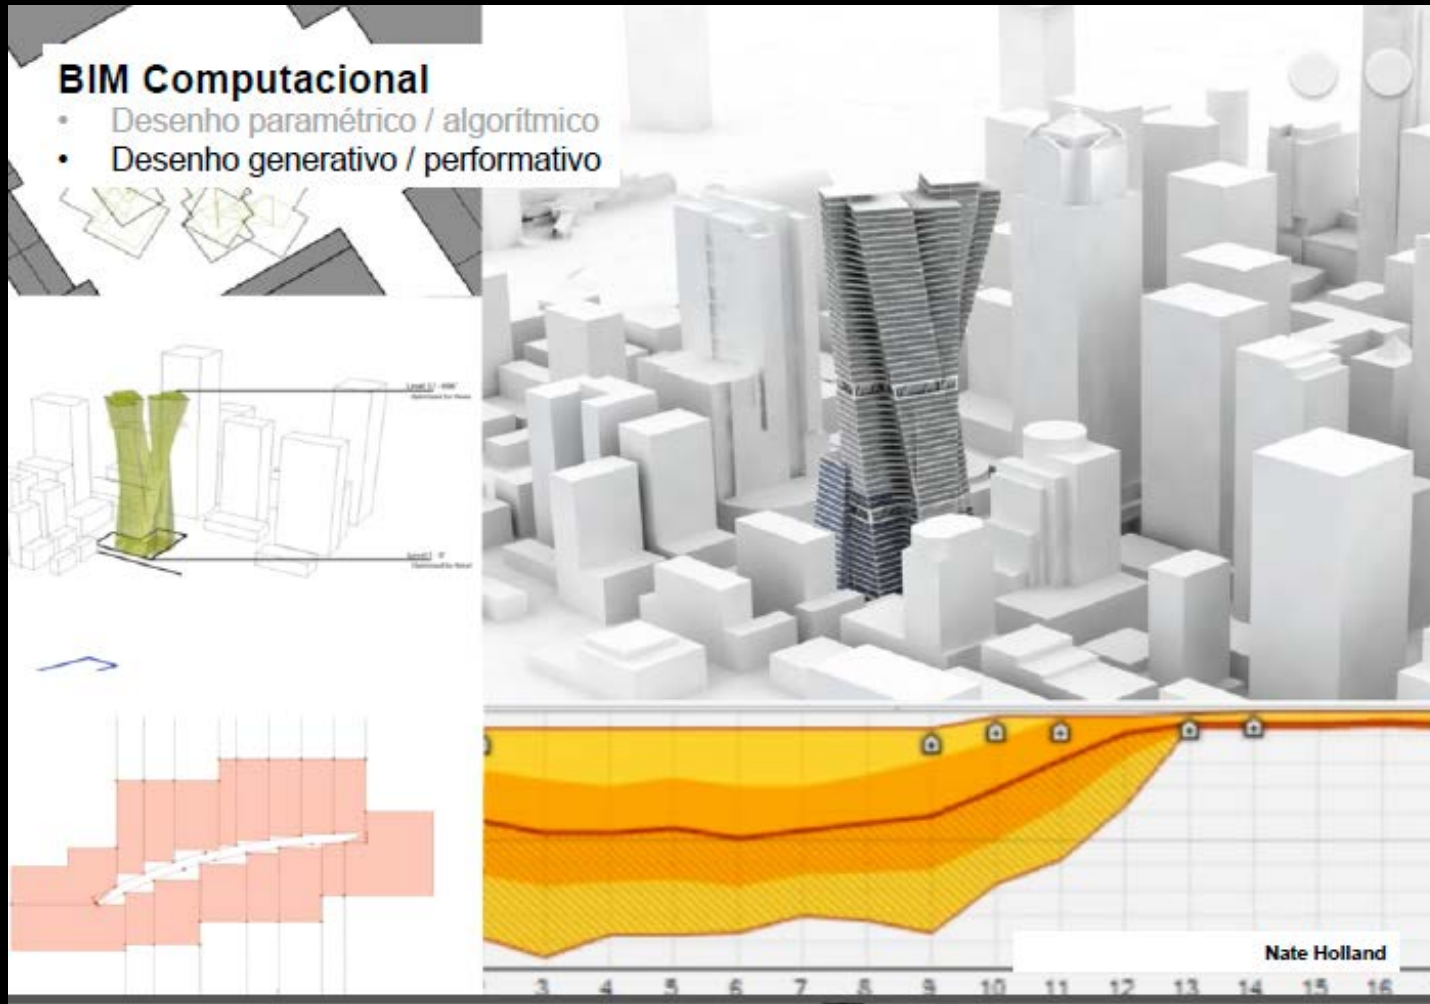 BIM Computacional
• Desenho paramétrico / algorítmico
• Desenho generativo / performativo
Nate Holland
3 4 5 6 7 8 9 10 11 12 13 14 15 16